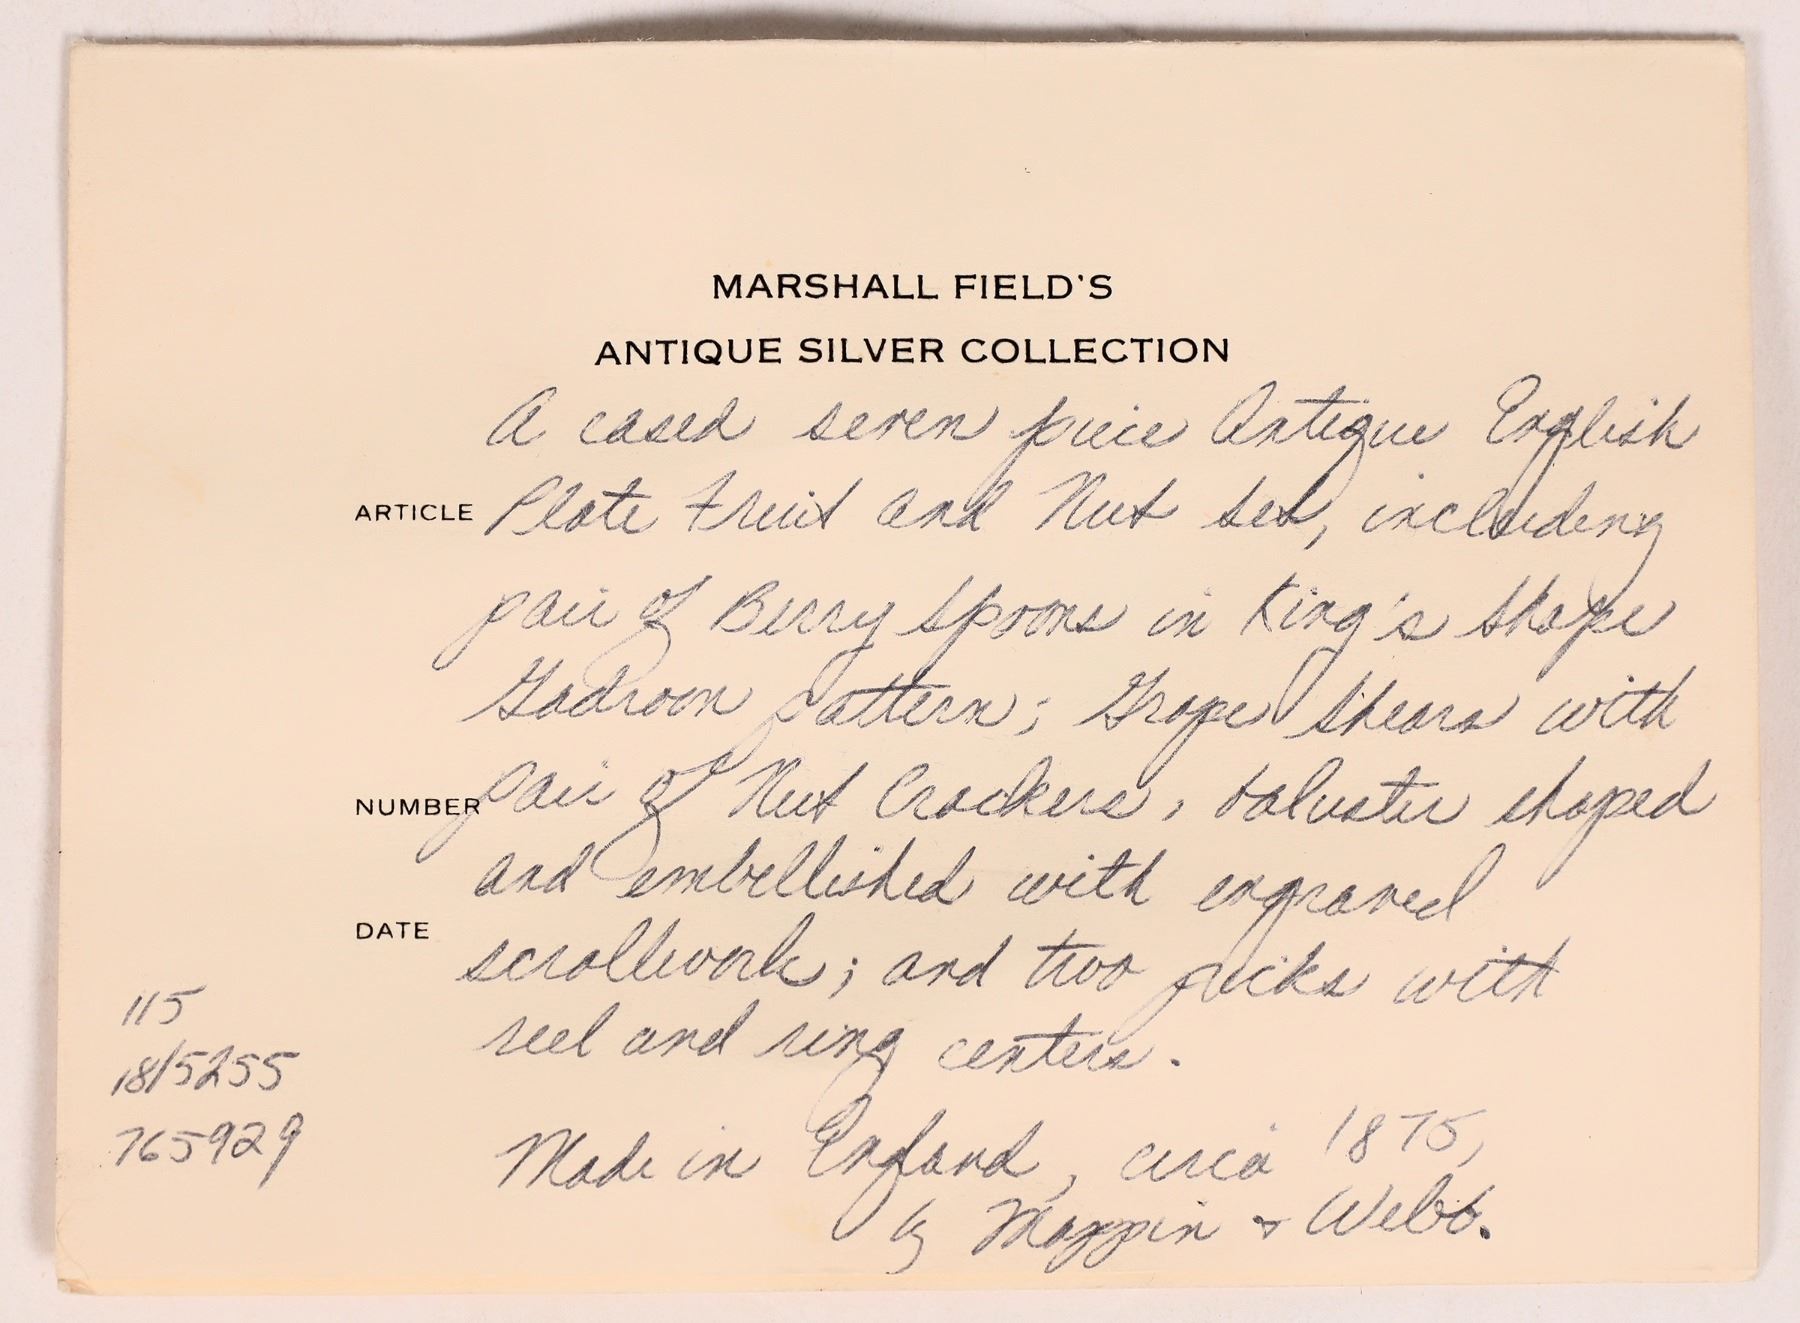 MARSHALL FIELD'S
ANTIQUE SILVER COLLECTION
A cased seven piece Antique English
ARTICLE Plate Fruit and Nut set, including
pair of Berry Spoons in King's Shape
Gadroon pattern; Grape Shears with
NUMBER pair of Nut Crackers, baluster shaped
and embellished with engraved
DATE
scrollwork; and two picks with
reel and ring centers.
115
18/5255
765929
Made in England, circa 1875,
by Mappin & Webb.